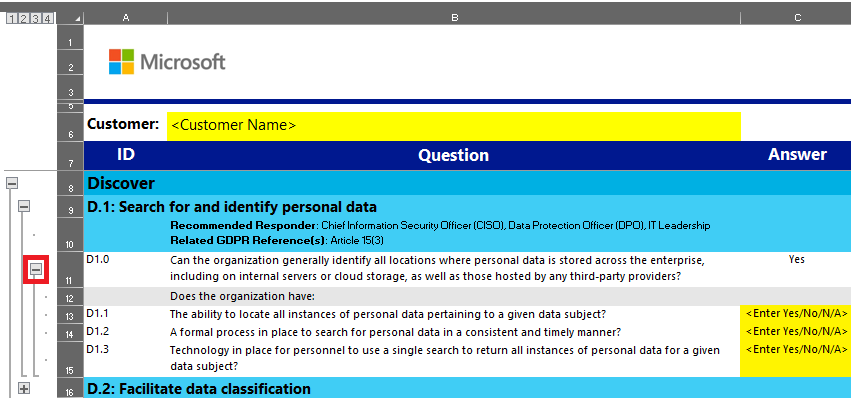 1 2 3 4 A B C
1
2 Microsoft
3
5
6 Customer: <Customer Name>
7 ID Question Answer
8 Discover
9 D.1: Search for and identify personal data
Recommended Responder: Chief Information Security Officer (CISO), Data Protection Officer (DPO), IT Leadership
10 Related GDPR Reference(s): Article 15(3)
D1.0 Can the organization generally identify all locations where personal data is stored across the enterprise, Yes
11 including on internal servers or cloud storage, as well as those hosted by any third-party providers?
12 Does the organization have:
13 D1.1 The ability to locate all instances of personal data pertaining to a given data subject? <Enter Yes/No/N/A>
14 D1.2 A formal process in place to search for personal data in a consistent and timely manner? <Enter Yes/No/N/A>
D1.3 Technology in place for personnel to use a single search to return all instances of personal data for a given <Enter Yes/No/N/A>
15 data subject?
16 D.2: Facilitate data classification